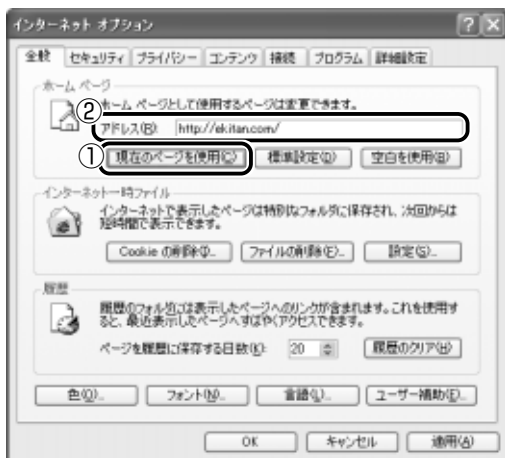 インターネット オプション
全般 セキュリティ プライバシー コンテンツ 接続 プログラム 詳細設定
ホーム ページ
② ホーム ページとして使用するページは変更できます。
アドレス(R): http://ekitan.com/
① 現在のページを使用(C) 標準設定(D) 空白を使用(B)
インターネット一時ファイル
インターネットで表示したページは特別なフォルダに保存され、次回からは
短時間で表示できます。
Cookie の削除(I)... ファイルの削除(F)... 設定(S)...
履歴
履歴のフォルダには表示したページへのリンクが含まれます。これを使用す
ると、最近表示したページへすばやくアクセスできます。
ページを履歴に保存する日数(K): 20 履歴のクリア(H)
色(O)... フォント(N)... 言語(L)... ユーザー補助(E)...
OK キャンセル 適用(A)